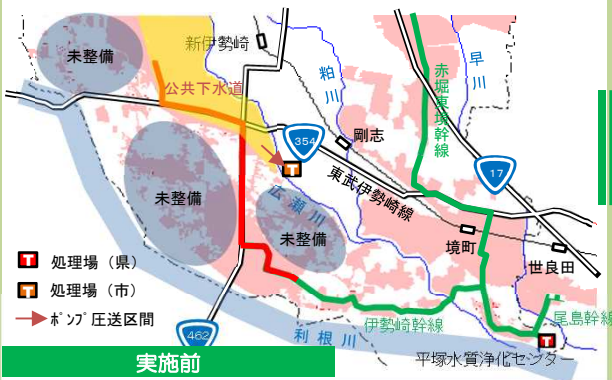 未整備
新伊勢崎
公共下水道
粕川
早川
赤堀東境幹線
354
剛志
17
東武伊勢崎線
広瀬川
未整備
未整備
境町
世良田
処理場（県）
処理場（市）
ﾎﾟﾝﾌﾟ圧送区間
伊勢崎幹線
尾島幹線
462
利根川
平塚水質浄化センター
実施前